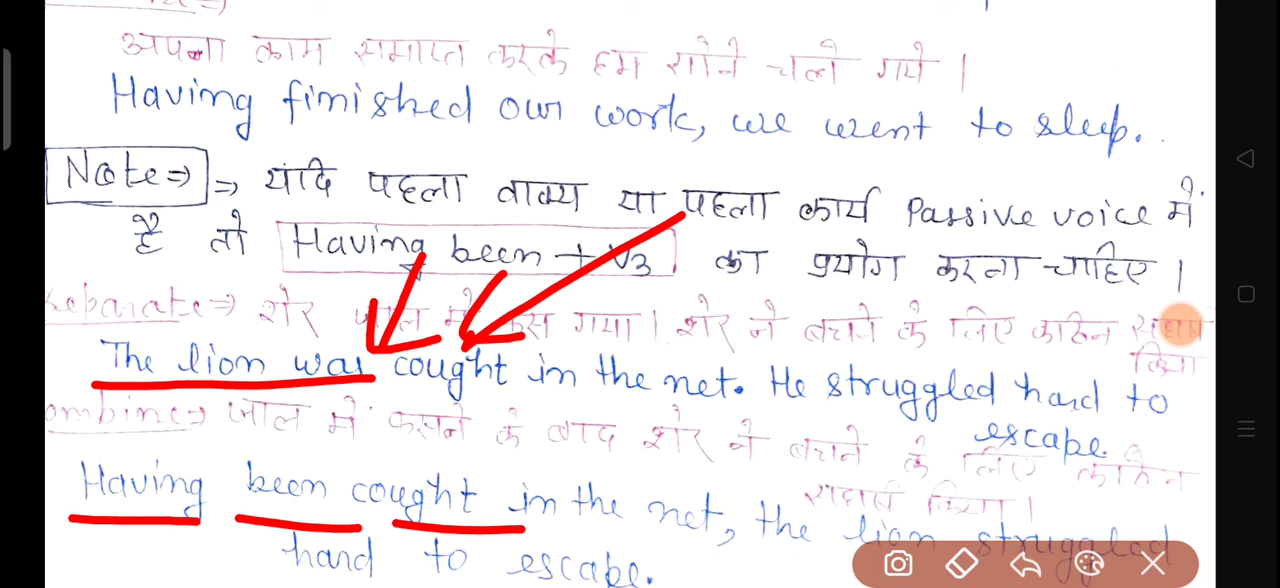 अपना काम समाप्त करके हम सोने चले गये।
Having finished our work, we went to sleep.
Note⇒ ⇒ यदि पहला वाक्य या पहला कार्य Passive voice में
है तो Having been + V3 का प्रयोग करना चाहिए।
Separate⇒ शेर जाल में फस गया। शेर ने बचने के लिए कठिन संघर्ष
किया
The lion was cought in the net. He struggled hard to
escape.
ombine⇒ जाल में फसने के बाद शेर ने बचने के लिए कठिन
संघर्ष किया।
Having been cought in the net, the lion struggled
hard to escape.